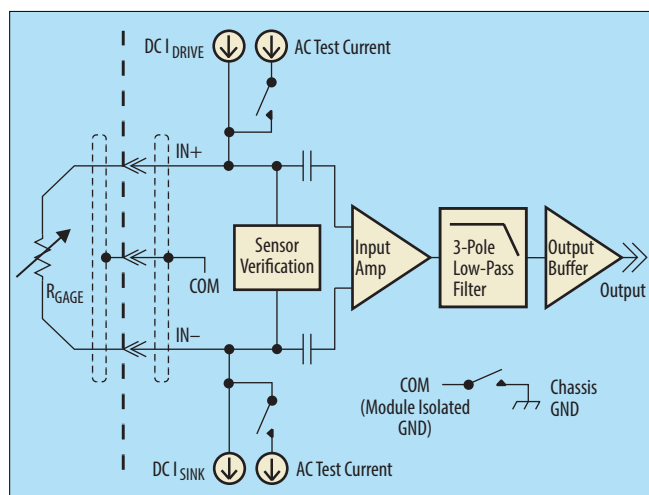 DC I DRIVE
AC Test Current
IN+
Sensor
Verification
Input
Amp
3-Pole
Low-Pass
Filter
Output
Buffer
Output
RGAGE
COM
IN–
COM
(Module Isolated
GND)
Chassis
GND
DC I SINK
AC Test Current